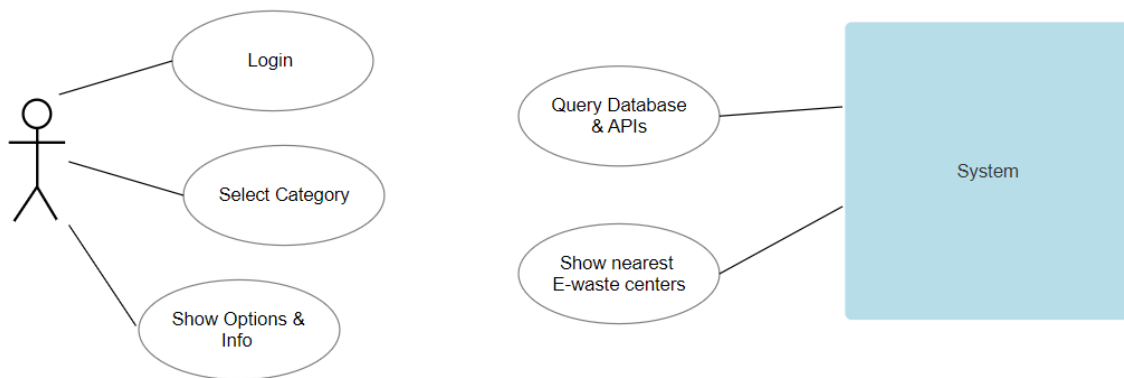 Login
Select Category
Show Options &
Info
Query Database
& APIs
Show nearest
E-waste centers
System